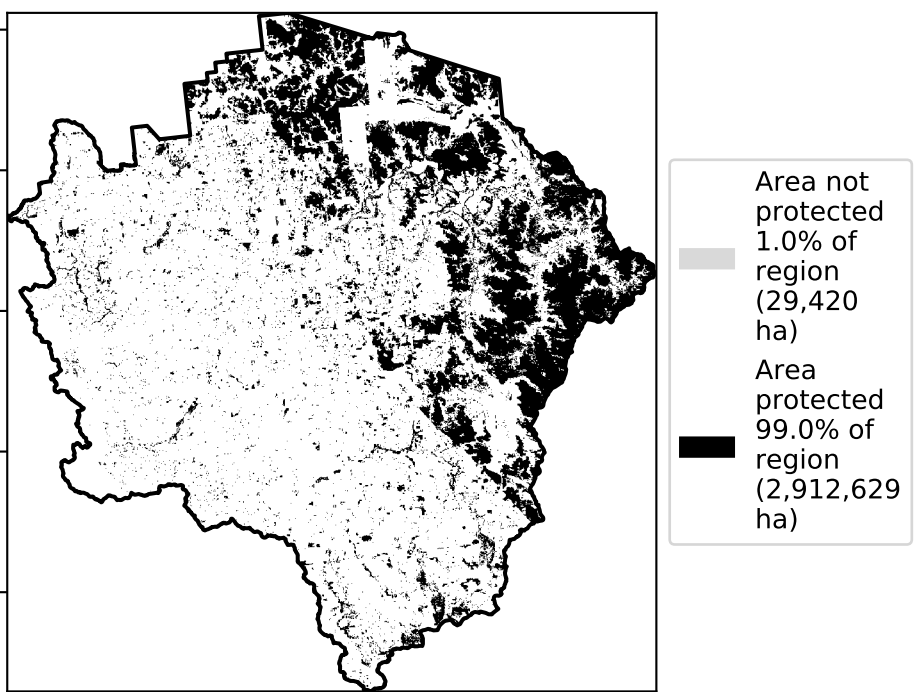 Area not
protected
1.0% of
region
(29,420
ha)
Area
protected
99.0% of
region
(2,912,629
ha)